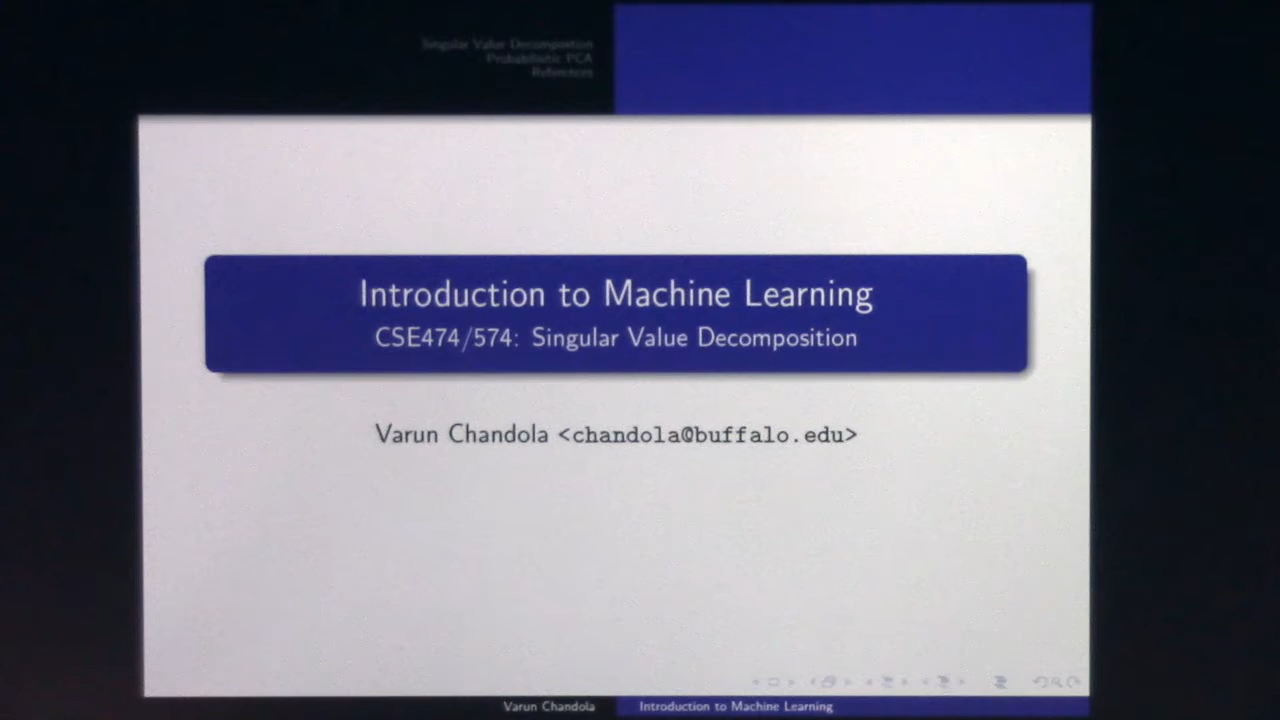 Singular Value Decomposition
Probabilistic PCA
References
Introduction to Machine Learning
CSE474/574: Singular Value Decomposition
Varun Chandola <chandola@buffalo.edu>
Varun Chandola
Introduction to Machine Learning